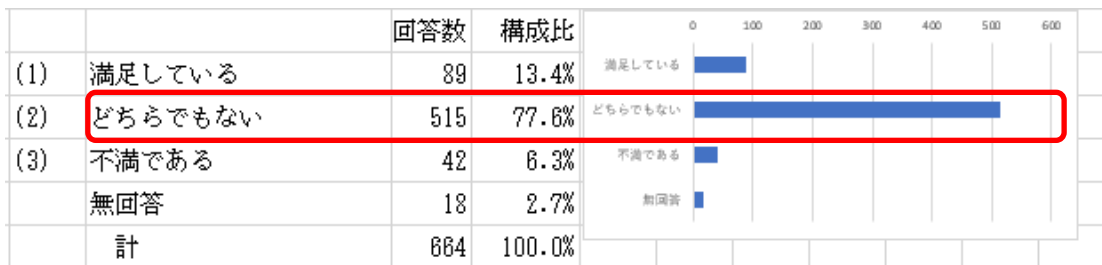 回答数 構成比
(1) 満足している 89 13.4%
(2) どちらでもない 515 77.6%
(3) 不満である 42 6.3%
無回答 18 2.7%
計 664 100.0%
0 100 200 300 400 500 600
満足している
どちらでもない
不満である
無回答